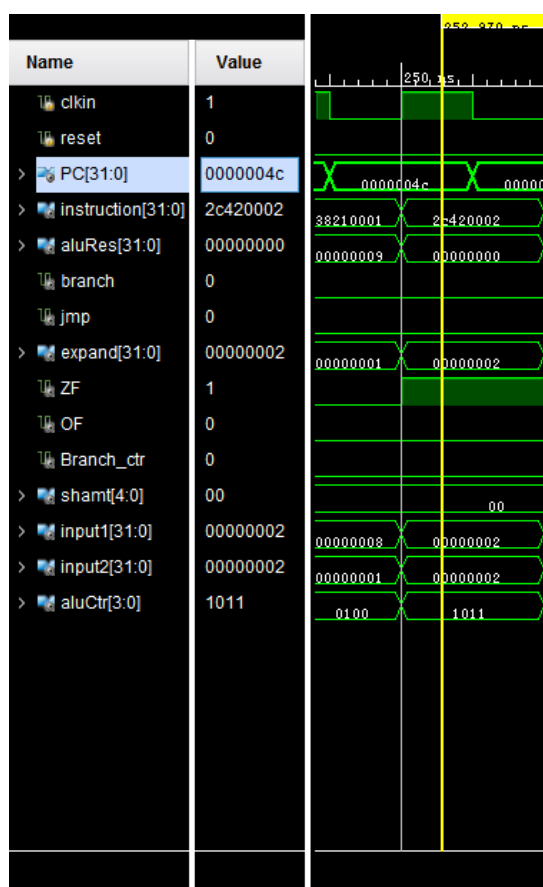 252.970 ns
Name Value
250 ns
clkin 1
reset 0
PC[31:0] 0000004c 0000004c 00000
instruction[31:0] 2c420002 38210001 2c420002
aluRes[31:0] 00000000 00000009 00000000
branch 0
jmp 0
expand[31:0] 00000002 00000001 00000002
ZF 1
OF 0
Branch_ctr 0
shamt[4:0] 00 00
input1[31:0] 00000002 00000008 00000002
input2[31:0] 00000002 00000001 00000002
aluCtr[3:0] 1011 0100 1011